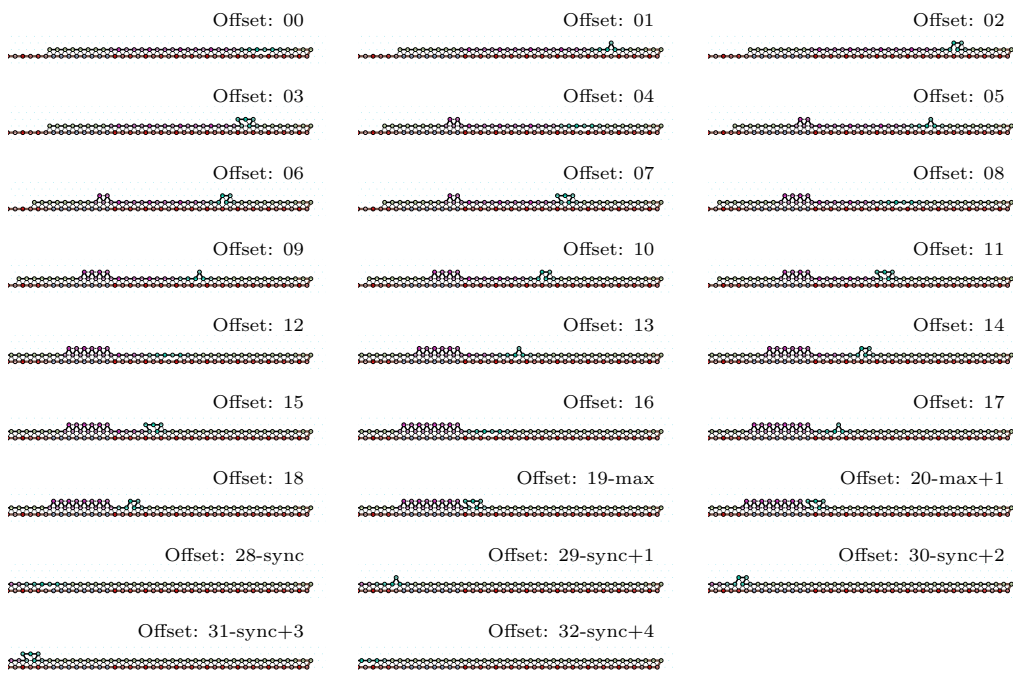 Offset: 00 Offset: 01 Offset: 02
Offset: 03 Offset: 04 Offset: 05
Offset: 06 Offset: 07 Offset: 08
Offset: 09 Offset: 10 Offset: 11
Offset: 12 Offset: 13 Offset: 14
Offset: 15 Offset: 16 Offset: 17
Offset: 18 Offset: 19-max Offset: 20-max+1
Offset: 28-sync Offset: 29-sync+1 Offset: 30-sync+2
Offset: 31-sync+3 Offset: 32-sync+4